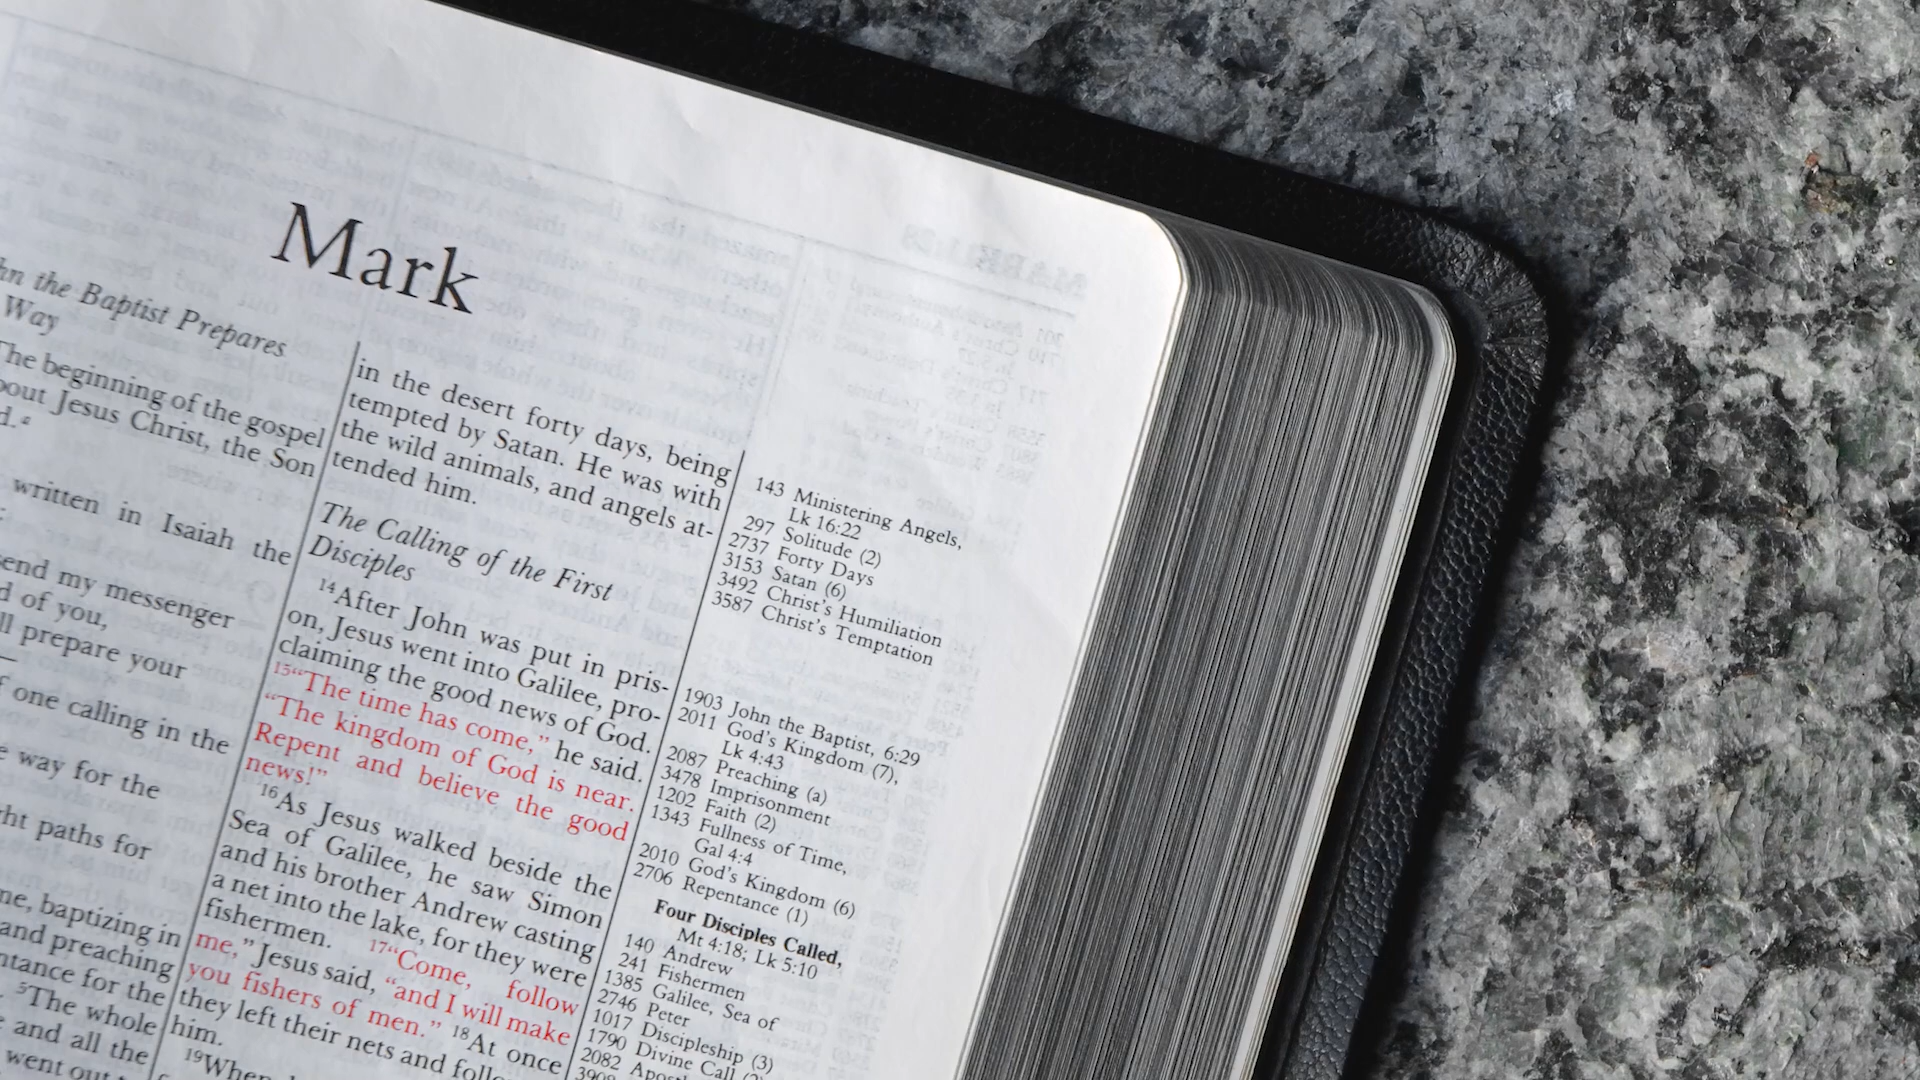 Mark
the Baptist Prepares
Way
The beginning of the gospel
about Jesus Christ, the Son
written in Isaiah the
send my messenger
of you,
prepare your
one calling in the
way for the
paths for
baptizing in
and preaching
for the
⁵The whole
and all the
went out
in the desert forty days, being
tempted by Satan. He was with
the wild animals, and angels at-
tended him.
The Calling of the First
Disciples
¹⁴After John was put in pris-
on, Jesus went into Galilee, pro-
claiming the good news of God.
¹⁵“The time has come,” he said.
“The kingdom of God is near.
Repent and believe the good
news!”
¹⁶As Jesus walked beside the
Sea of Galilee, he saw Simon
and his brother Andrew casting
a net into the lake, for they were
fishermen. ¹⁷“Come, follow
me,” Jesus said, “and I will make
you fishers of men.” ¹⁸At once
they left their nets and
him.
¹⁹When
143 Ministering Angels,
Lk 16:22
297 Solitude (2)
2737 Forty Days
3153 Satan (6)
3492 Christ’s Humiliation
3587 Christ’s Temptation
1903 John the Baptist, 6:29
2011 God’s Kingdom (7),
Lk 4:43
2087 Preaching (a)
3478 Imprisonment
1202 Faith (2)
1343 Fullness of Time,
Gal 4:4
2010 God’s Kingdom (6)
2706 Repentance (1)
Four Disciples Called,
Mt 4:18; Lk 5:10
140 Andrew
241 Fishermen
1385 Galilee, Sea of
2746 Peter
1017 Discipleship (3)
1790 Divine Call
2082